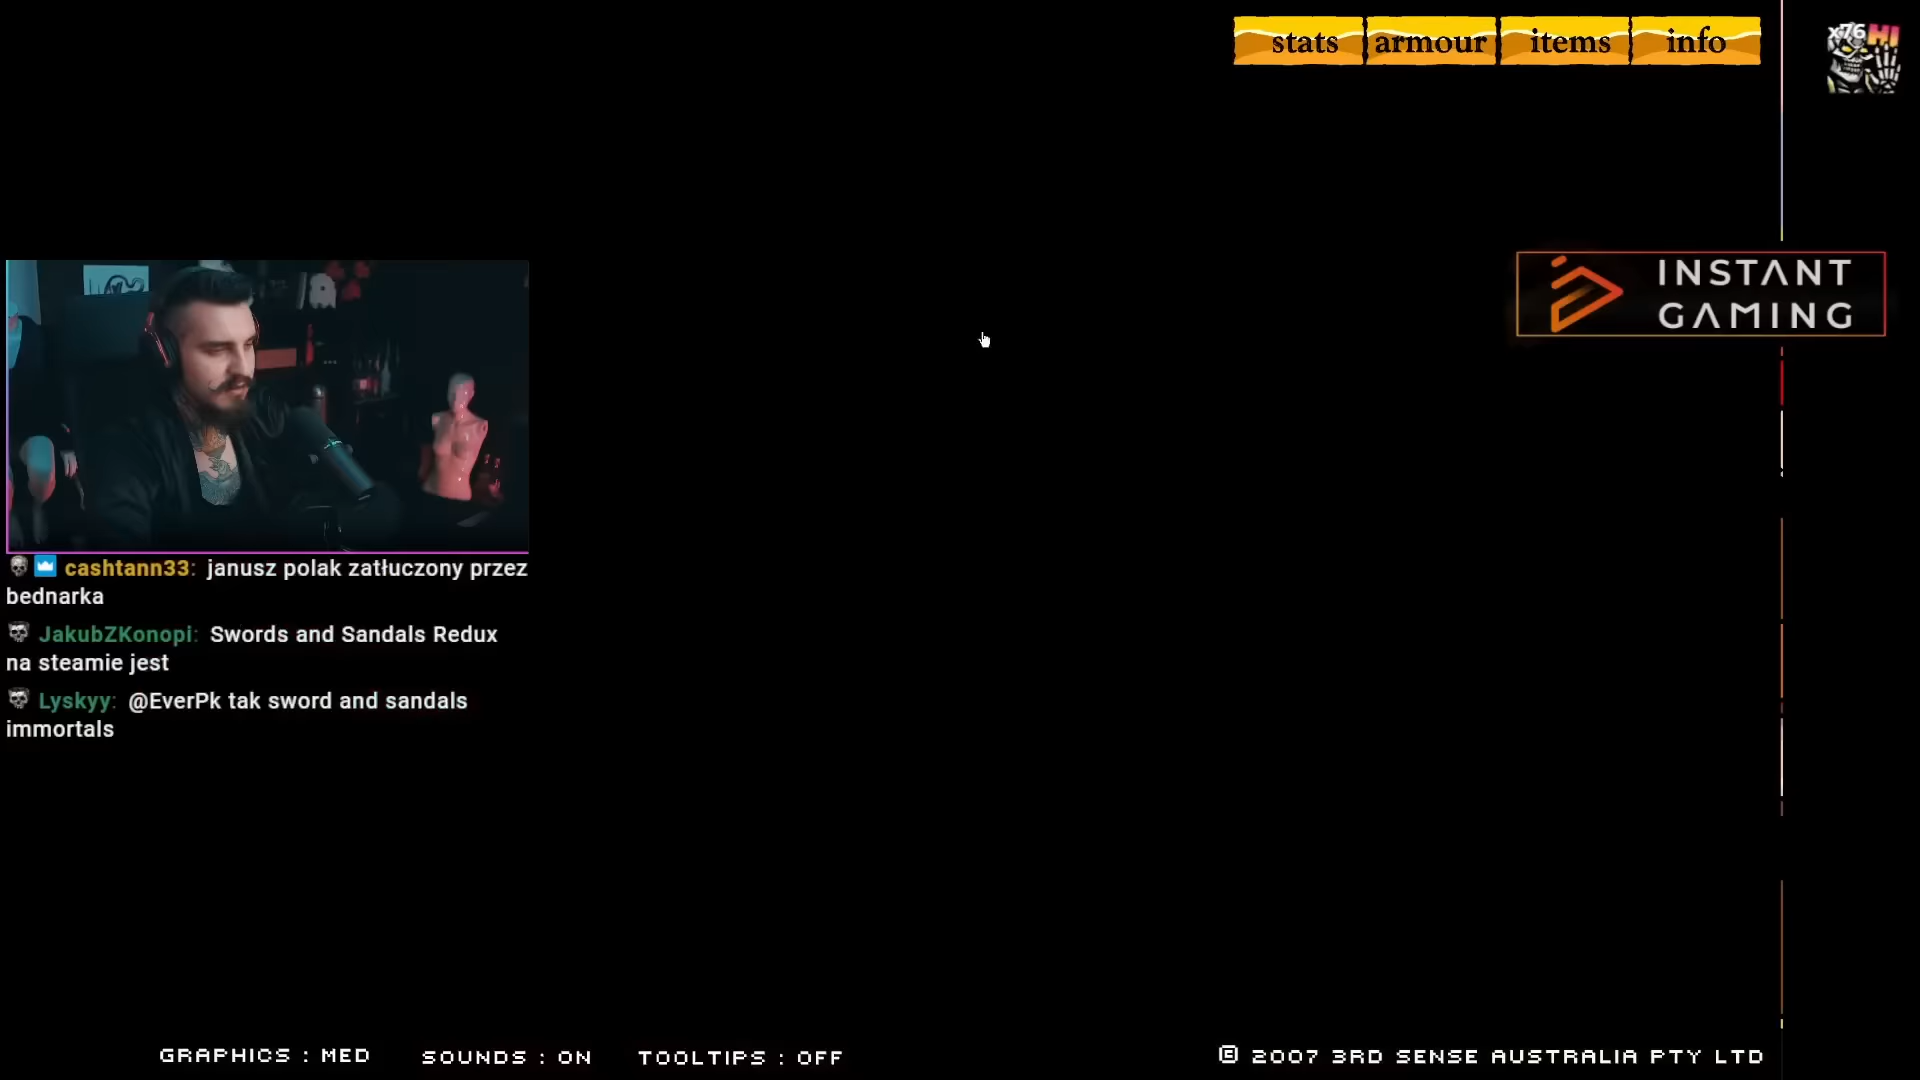 stats armour items info
x76 HI
INSTANT
GAMING
cashtann33: janusz polak zatłuczony przez
bednarka
JakubZKonopi: Swords and Sandals Redux
na steamie jest
Lyskyy: @EverPk tak sword and sandals
immortals
GRAPHICS : MED SOUNDS : ON TOOLTIPS : OFF © 2007 3RD SENSE AUSTRALIA PTY LTD